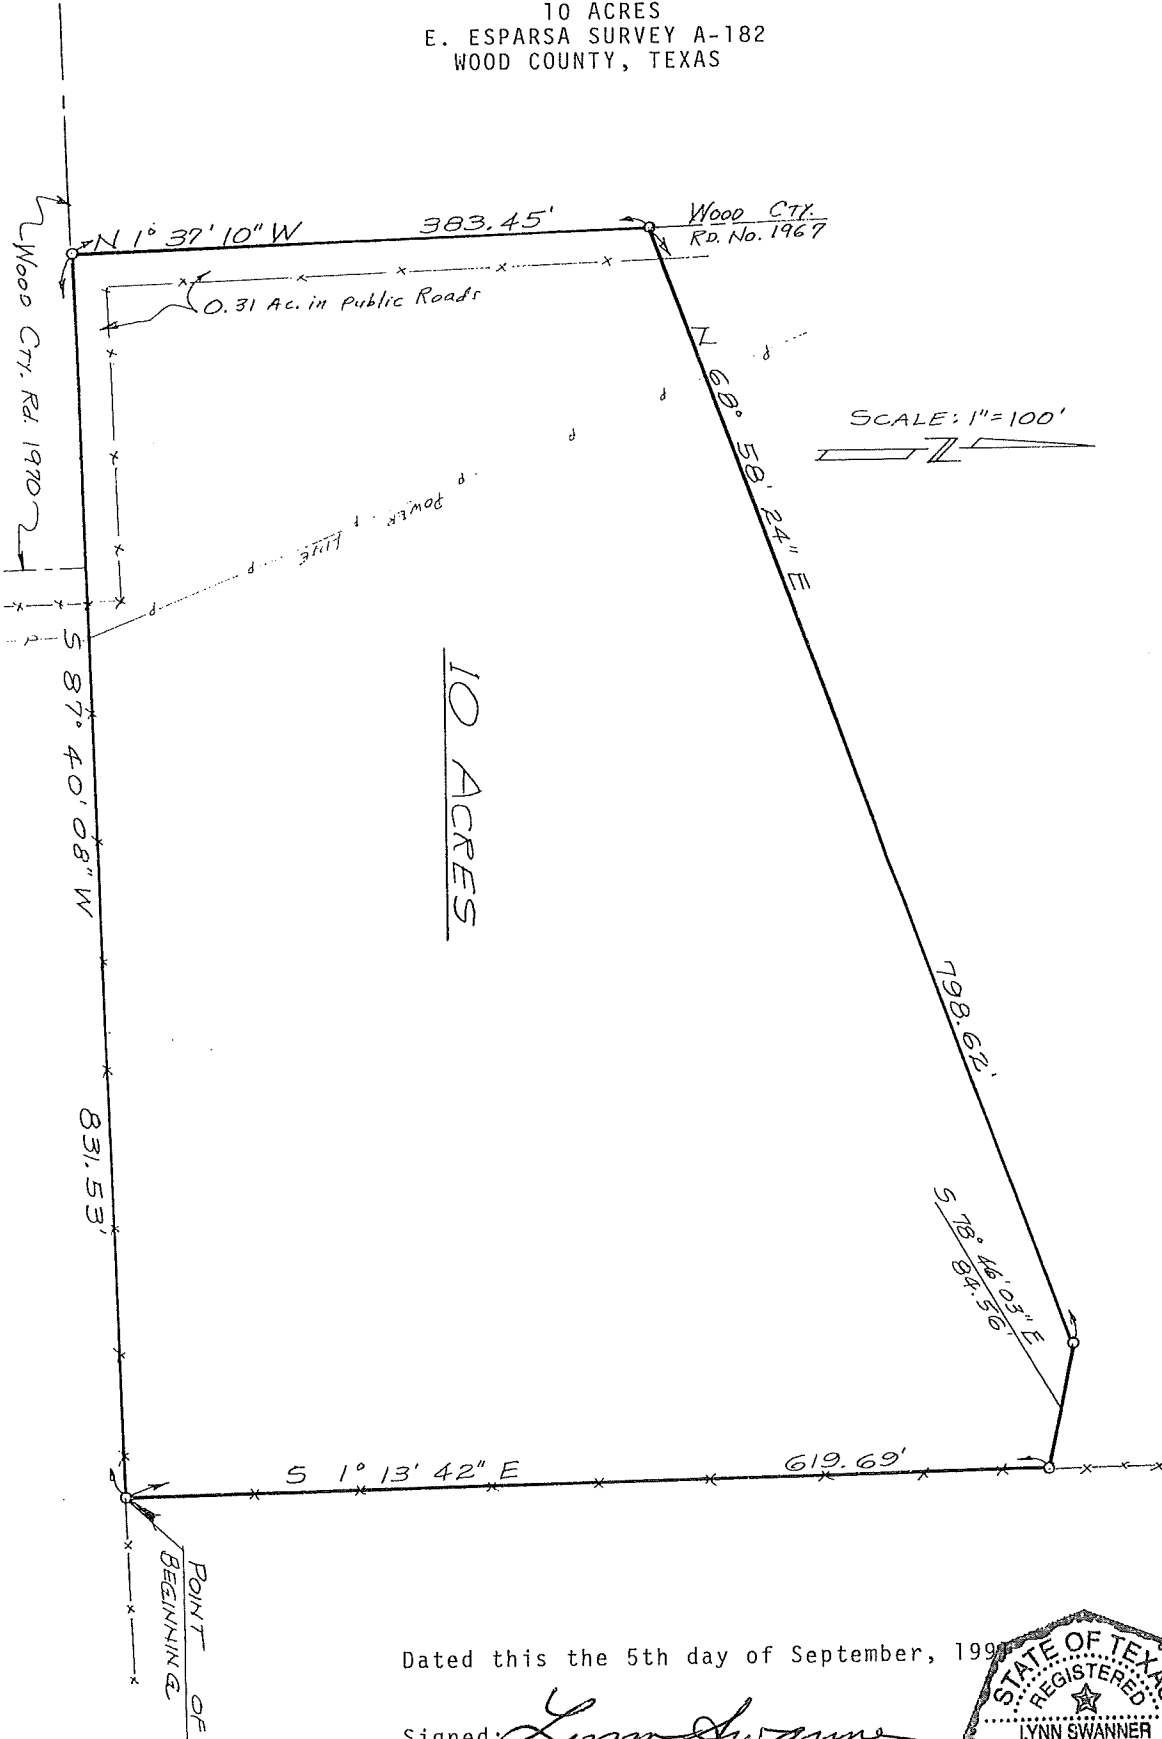 10 ACRES
E. ESPARSA SURVEY A-182
WOOD COUNTY, TEXAS
N 1° 37' 10" W 383.45'
WOOD CTY.
RD. No. 1967
0.31 Ac. in Public Roads
Wood Cty. Rd. 1970
N 68° 58' 24" E 798.62'
SCALE: 1"=100'
N
POWER LINE
10 ACRES
S 87° 40' 08" W 831.53'
S 78° 46' 03" E
84.56'
S 1° 13' 42" E 619.69'
POINT OF
BEGINNING
Dated this the 5th day of September,
Signed: Lynn Swanner
STATE OF TEXAS
REGISTERED
LYNN SWANNER